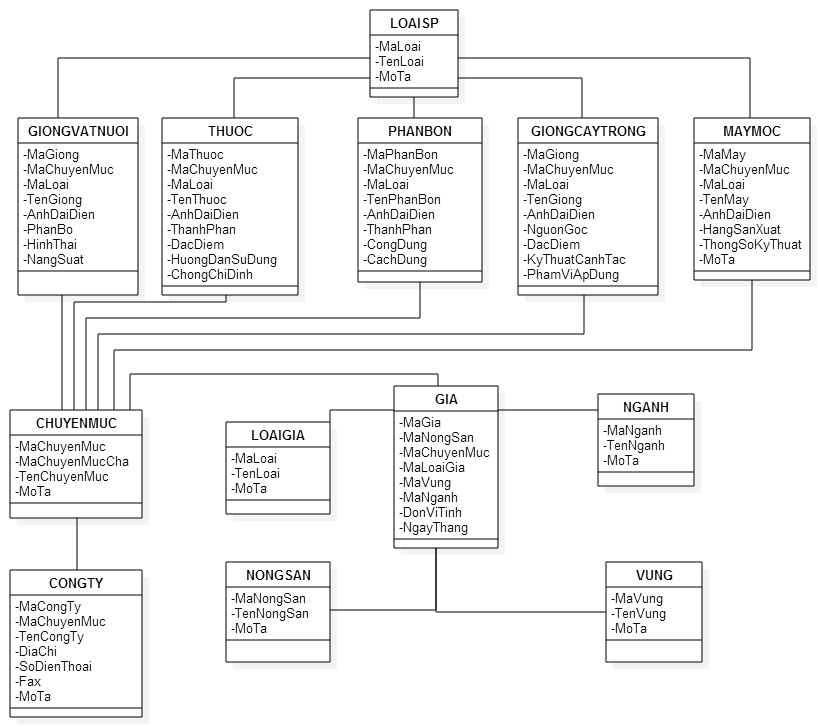 LOAISP
-MaLoai
-TenLoai
-MoTa
GIONGVATNUOI
-MaGiong
-MaChuyenMuc
-MaLoai
-TenGiong
-AnhDaiDien
-PhanBo
-HinhThai
-NangSuat
THUOC
-MaThuoc
-MaChuyenMuc
-MaLoai
-TenThuoc
-AnhDaiDien
-ThanhPhan
-DacDiem
-HuongDanSuDung
-ChongChiDinh
PHANBON
-MaPhanBon
-MaChuyenMuc
-MaLoai
-TenPhanBon
-AnhDaiDien
-ThanhPhan
-CongDung
-CachDung
GIONGCAYTRONG
-MaGiong
-MaChuyenMuc
-MaLoai
-TenGiong
-AnhDaiDien
-NguonGoc
-DacDiem
-KyThuatCanhTac
-PhamViApDung
MAYMOC
-MaMay
-MaChuyenMuc
-MaLoai
-TenMay
-AnhDaiDien
-HangSanXuat
-ThongSoKyThuat
-MoTa
CHUYENMUC
-MaChuyenMuc
-MaChuyenMucCha
-TenChuyenMuc
-MoTa
LOAIGIA
-MaLoai
-TenLoai
-MoTa
GIA
-MaGia
-MaNongSan
-MaChuyenMuc
-MaLoaiGia
-MaVung
-MaNganh
-DonViTinh
-NgayThang
NGANH
-MaNganh
-TenNganh
-MoTa
CONGTY
-MaCongTy
-MaChuyenMuc
-TenCongTy
-DiaChi
-SoDienThoai
-Fax
-MoTa
NONGSAN
-MaNongSan
-TenNongSan
-MoTa
VUNG
-MaVung
-TenVung
-MoTa